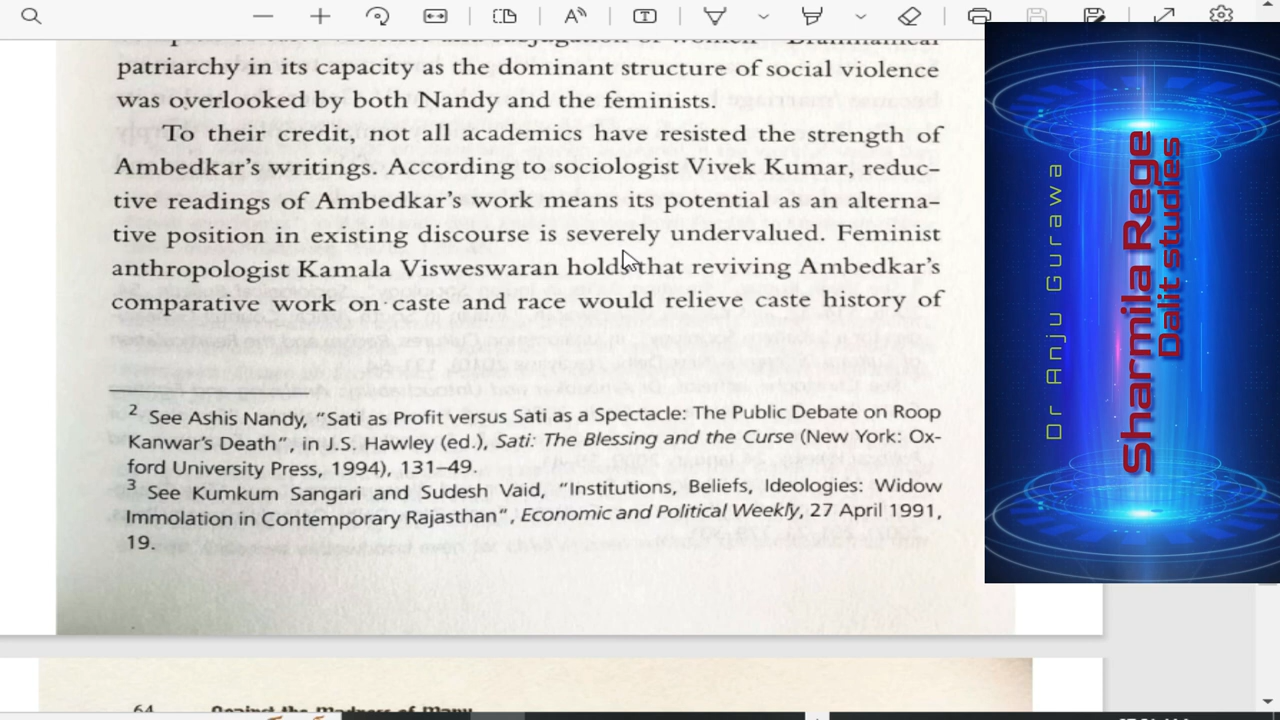 patriarchy in its capacity as the dominant structure of social violence
was overlooked by both Nandy and the feminists.
To their credit, not all academics have resisted the strength of
Ambedkar's writings. According to sociologist Vivek Kumar, reduc-
tive readings of Ambedkar's work means its potential as an alterna-
tive position in existing discourse is severely undervalued. Feminist
anthropologist Kamala Visweswaran holds that reviving Ambedkar's
comparative work on caste and race would relieve caste history of
2 See Ashis Nandy, "Sati as Profit versus Sati as a Spectacle: The Public Debate on Roop
Kanwar's Death", in J.S. Hawley (ed.), Sati: The Blessing and the Curse (New York: Ox-
ford University Press, 1994), 131–49.
3 See Kumkum Sangari and Sudesh Vaid, "Institutions, Beliefs, Ideologies: Widow
Immolation in Contemporary Rajasthan", Economic and Political Weekly, 27 April 1991,
19.
64 Against the Madness of Manu
Dr Anju Gurawa
Sharmila Rege
Dalit studies